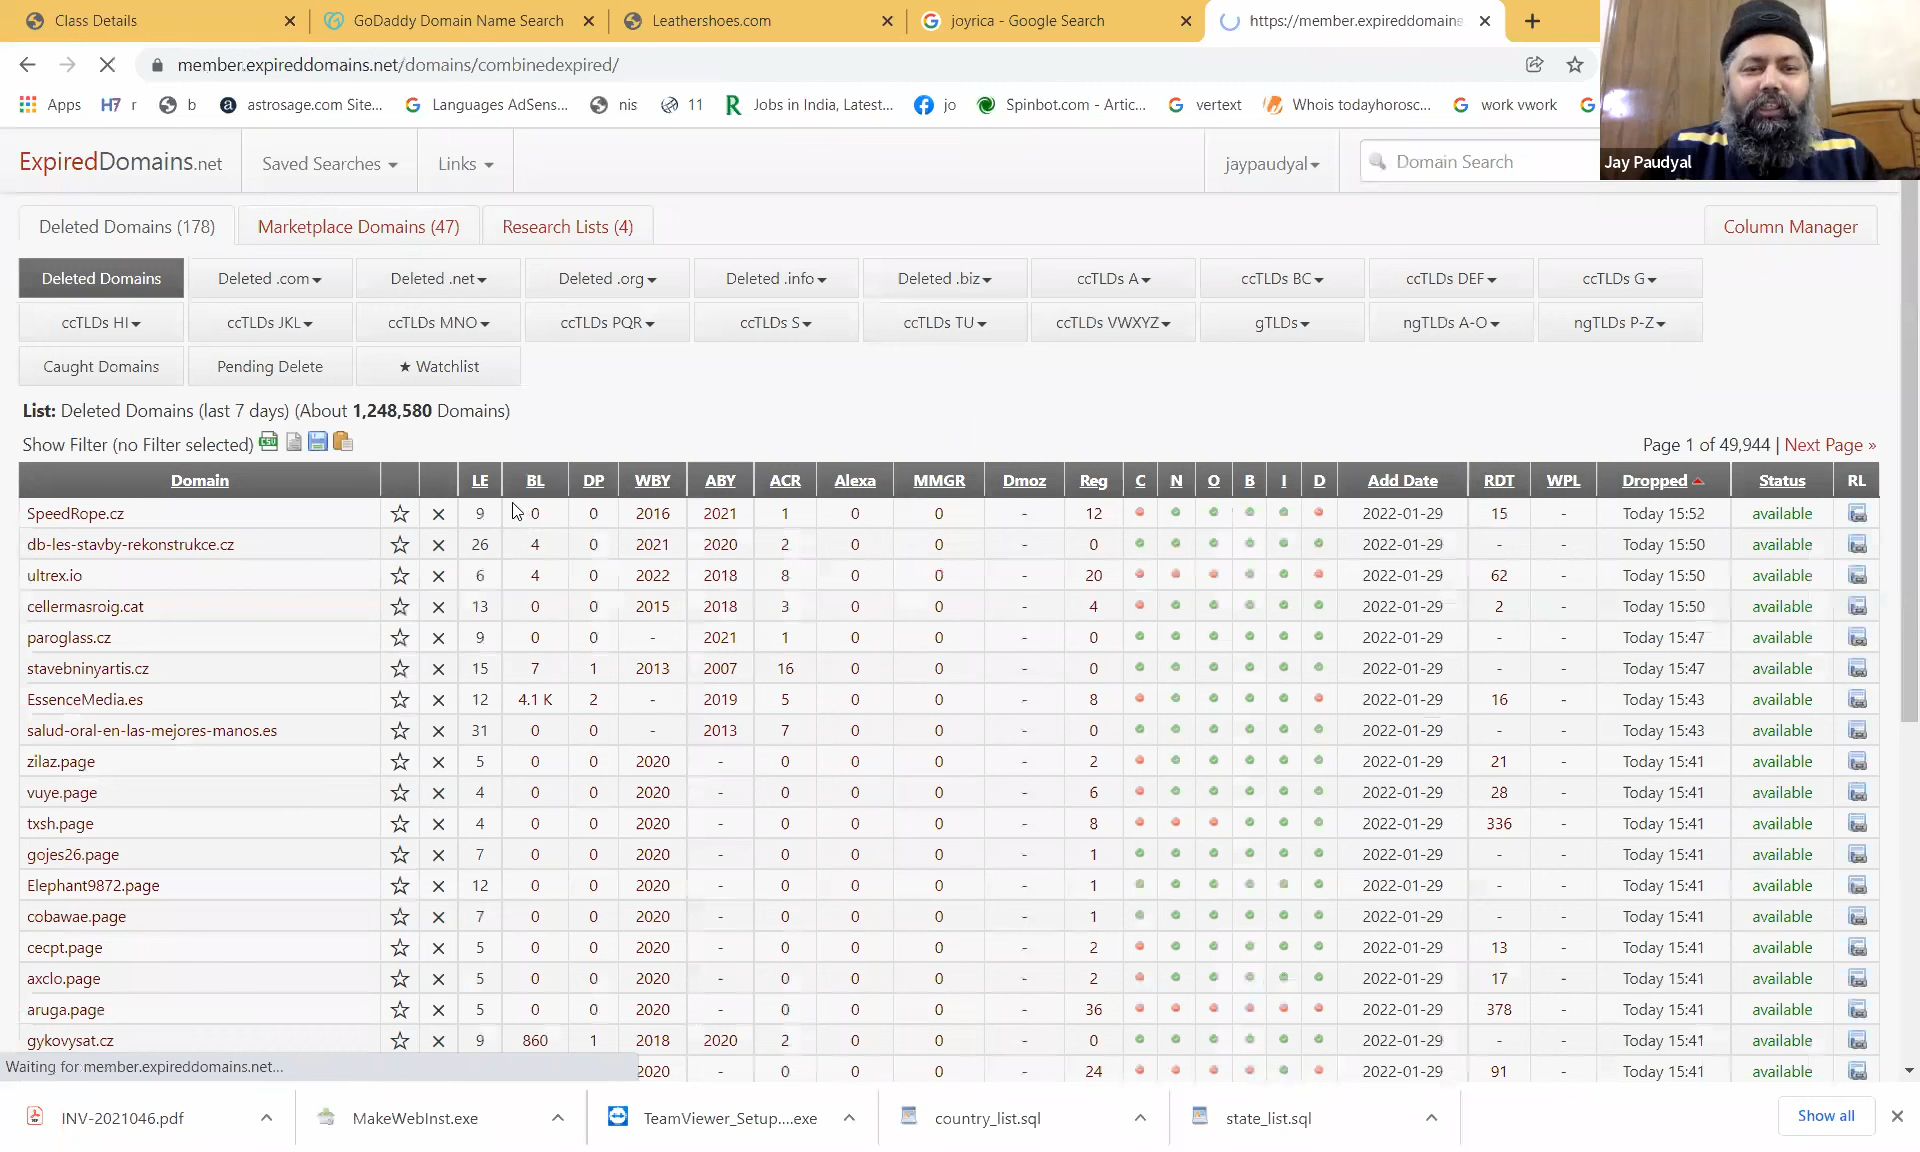 Class Details
GoDaddy Domain Name Search
Leathershoes.com
joyrica - Google Search
https://member.expireddomains
member.expireddomains.net/domains/combinedexpired/
Apps
H7 r
b
a astrosage.com Site...
Languages AdSens...
nis
11
R Jobs in India, Latest...
jo
Spinbot.com - Artic...
vertext
Whois todayhorosc...
work vwork
Jay Paudyal
ExpiredDomains.net
Saved Searches
Links
jaypaudyal
Domain Search
Deleted Domains (178)
Marketplace Domains (47)
Research Lists (4)
Column Manager
Deleted Domains Deleted .com Deleted .net Deleted .org Deleted .info Deleted .biz ccTLDs A ccTLDs BC ccTLDs DEF ccTLDs G
ccTLDs HI ccTLDs JKL ccTLDs MNO ccTLDs PQR ccTLDs S ccTLDs TU ccTLDs VWXYZ gTLDs ngTLDs A-O ngTLDs P-Z
Caught Domains Pending Delete ★ Watchlist
List: Deleted Domains (last 7 days) (About 1,248,580 Domains)
Show Filter (no Filter selected)
Page 1 of 49,944 | Next Page »
Domain LE BL DP WBY ABY ACR Alexa MMGR Dmoz Reg C N O B I D Add Date RDT WPL Dropped Status RL
SpeedRope.cz 9 0 0 2016 2021 1 0 0 - 12 2022-01-29 15 - Today 15:52 available
db-les-stavby-rekonstrukce.cz 26 4 0 2021 2020 2 0 0 - 0 2022-01-29 - - Today 15:50 available
ultrex.io 6 4 0 2022 2018 8 0 0 - 20 2022-01-29 62 - Today 15:50 available
cellermasroig.cat 13 0 0 2015 2018 3 0 0 - 4 2022-01-29 2 - Today 15:50 available
paroglass.cz 9 0 0 - 2021 1 0 0 - 0 2022-01-29 - - Today 15:47 available
stavebninyartis.cz 15 7 1 2013 2007 16 0 0 - 0 2022-01-29 - - Today 15:47 available
EssenceMedia.es 12 4.1 K 2 - 2019 5 0 0 - 8 2022-01-29 16 - Today 15:43 available
salud-oral-en-las-mejores-manos.es 31 0 0 - 2013 7 0 0 - 0 2022-01-29 - - Today 15:43 available
zilaz.page 5 0 0 2020 - 0 0 0 - 2 2022-01-29 21 - Today 15:41 available
vuye.page 4 0 0 2020 - 0 0 0 - 6 2022-01-29 28 - Today 15:41 available
txsh.page 4 0 0 2020 - 0 0 0 - 8 2022-01-29 336 - Today 15:41 available
gojes26.page 7 0 0 2020 - 0 0 0 - 1 2022-01-29 - - Today 15:41 available
Elephant9872.page 12 0 0 2020 - 0 0 0 - 1 2022-01-29 - - Today 15:41 available
cobawae.page 7 0 0 2020 - 0 0 0 - 1 2022-01-29 - - Today 15:41 available
cecpt.page 5 0 0 2020 - 0 0 0 - 2 2022-01-29 13 - Today 15:41 available
axclo.page 5 0 0 2020 - 0 0 0 - 2 2022-01-29 17 - Today 15:41 available
aruga.page 5 0 0 2020 - 0 0 0 - 36 2022-01-29 378 - Today 15:41 available
gykovysat.cz 9 860 1 2018 2020 2 0 0 - 0 2022-01-29 - - Today 15:41 available
2020 - 0 0 0 - 24 2022-01-29 91 - Today 15:41 available
Waiting for member.expireddomains.net...
INV-2021046.pdf
MakeWebInst.exe
TeamViewer_Setup....exe
country_list.sql
state_list.sql
Show all